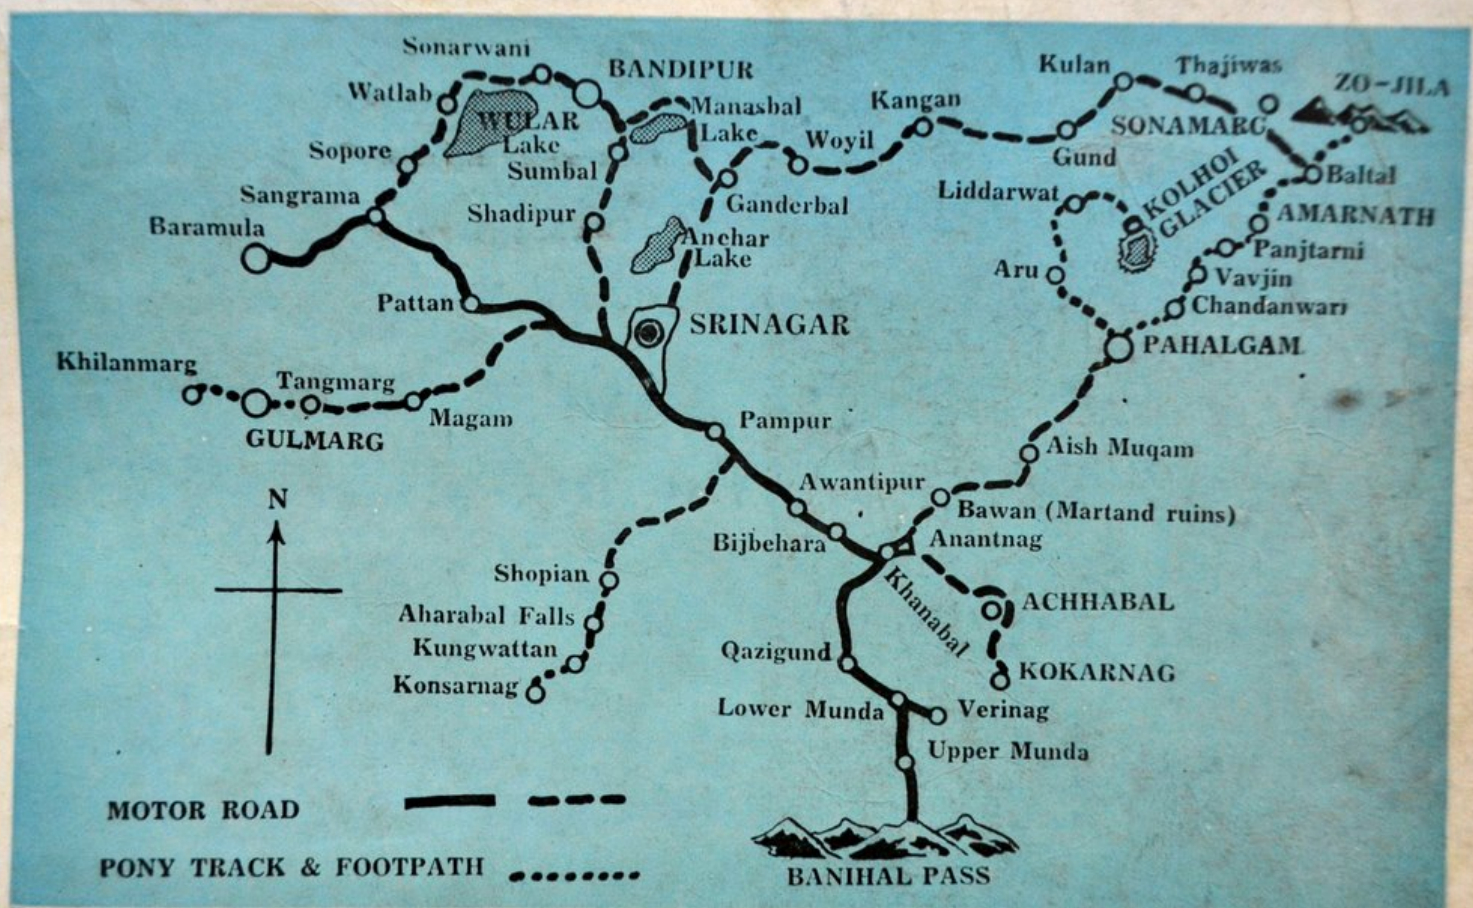 Sonarwani
BANDIPUR
Kulan
Thajiwas
ZO-JILA
Watlab
Manasbal
Lake
Kangan
WULAR
Lake
Woyil
SONAMARG
Sopore
Sumbal
Gund
KOLHOI
GLACIER
Baltal
Sangrama
Liddarwat
Baramula
Shadipur
Ganderbal
AMARNATH
Anchar
Lake
Panjtarni
Aru
Vavjin
Pattan
Chandanwari
SRINAGAR
PAHALGAM
Khilanmarg
Tangmarg
Magam
GULMARG
Pampur
Aish Muqam
Awantipur
N
Bawan (Martand ruins)
Bijbehara
Anantnag
Shopian
Khanabal
ACHHABAL
Aharabal Falls
Kungwattan
Qazigund
Konsarnag
KOKARNAG
Lower Munda
Verinag
Upper Munda
MOTOR ROAD
PONY TRACK & FOOTPATH
BANIHAL PASS